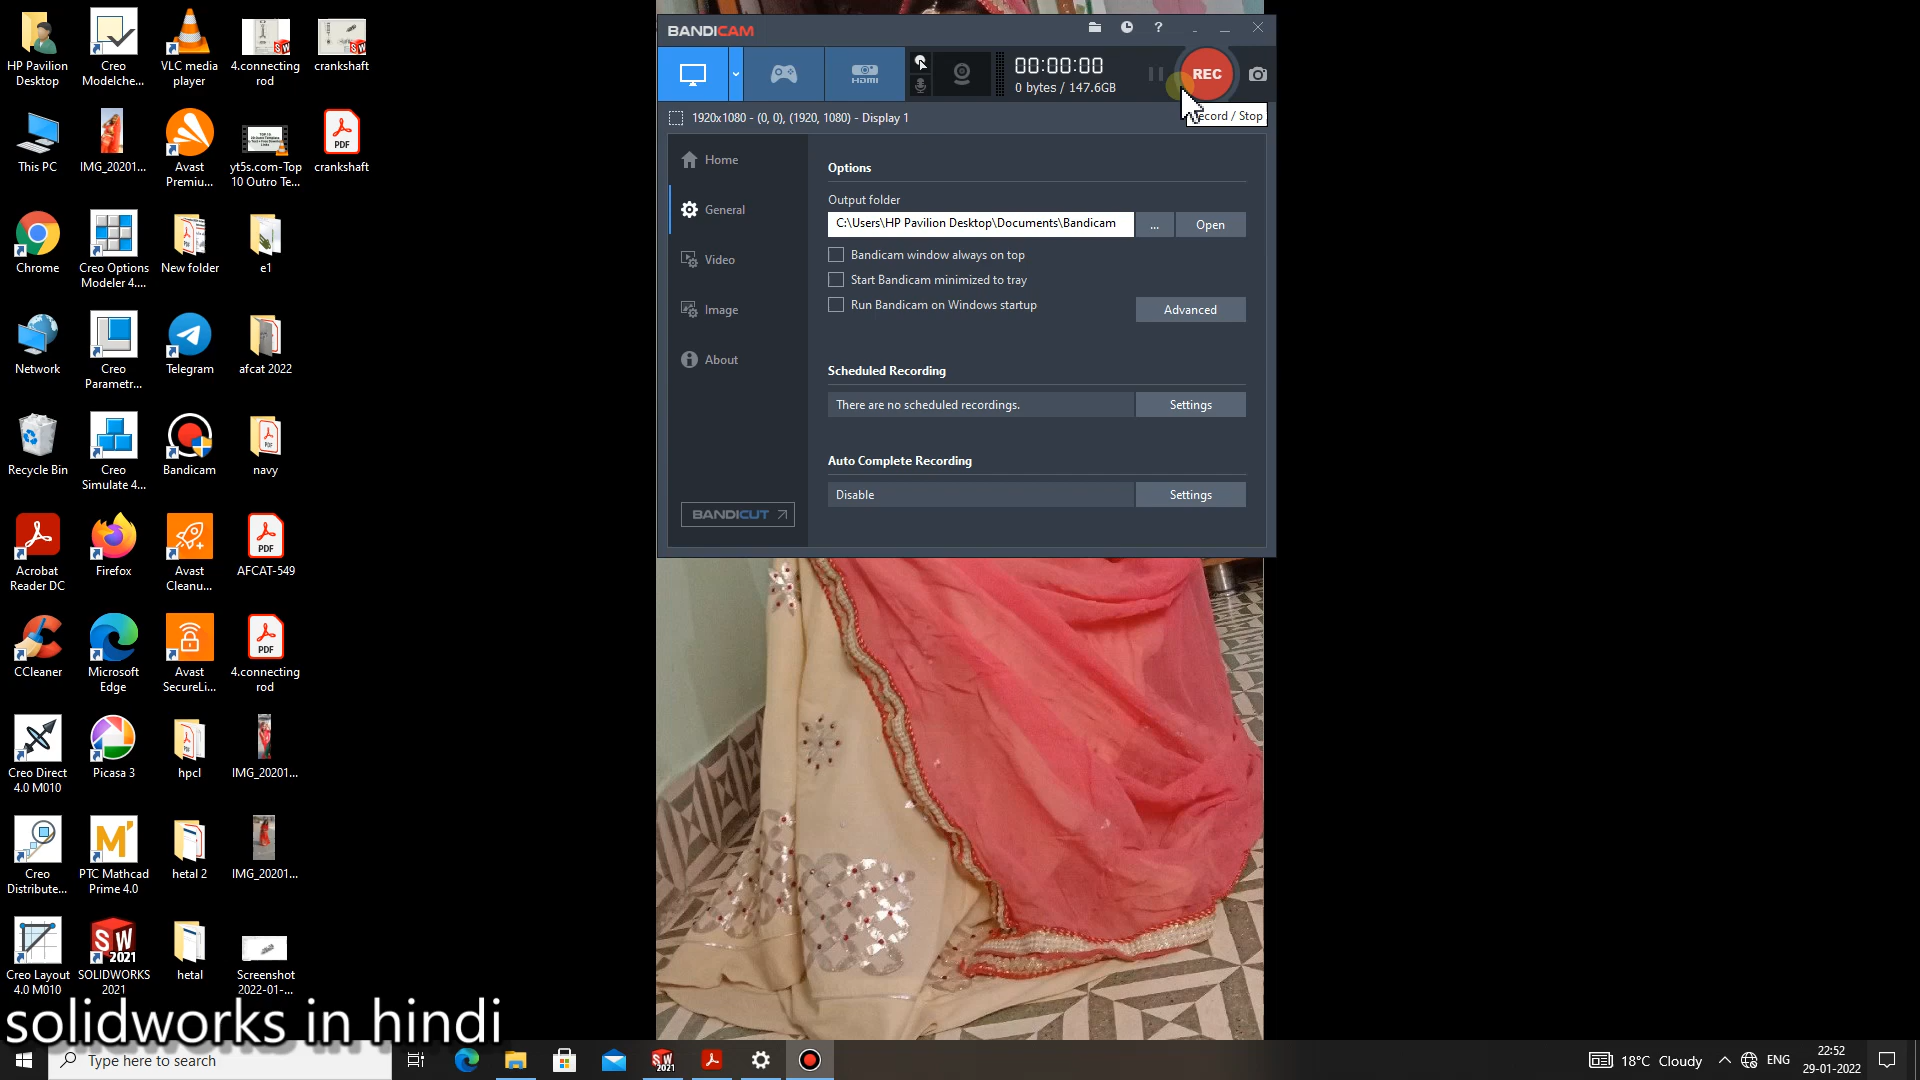 HP Pavilion
Desktop
Creo
Modelche...
VLC media
player
4.connecting
rod
crankshaft
This PC
IMG_20201...
Avast
Premiu...
yt5s.com-Top
10 Outro Te...
crankshaft
Chrome
Creo Options
Modeler 4....
New folder
e1
Network
Creo
Parametr...
Telegram
afcat 2022
Recycle Bin
Creo
Simulate 4...
Bandicam
navy
Acrobat
Reader DC
Firefox
Avast
Cleanu...
AFCAT-549
CCleaner
Microsoft
Edge
Avast
SecureLi...
4.connecting
rod
Creo Direct
4.0 M010
Picasa 3
hpcl
IMG_20201...
Creo
Distribute...
PTC Mathcad
Prime 4.0
hetal 2
IMG_20201...
Creo Layout
4.0 M010
SOLIDWORKS
2021
hetal
Screenshot
2022-01-...
BANDICAM
HDMI
00:00:00
0 bytes / 147.6GB
REC
1920x1080 - (0, 0), (1920, 1080) - Display 1
/ Stop
Home
General
Video
Image
About
BANDICUT
Options
Output folder
C:\Users\HP Pavilion Desktop\Documents\Bandicam
...
Open
Bandicam window always on top
Start Bandicam minimized to tray
Run Bandicam on Windows startup
Advanced
Scheduled Recording
There are no scheduled recordings.
Settings
Auto Complete Recording
Disable
Settings
solidworks in hindi
Type here to search
18°C Cloudy
ENG
22:52
29-01-2022